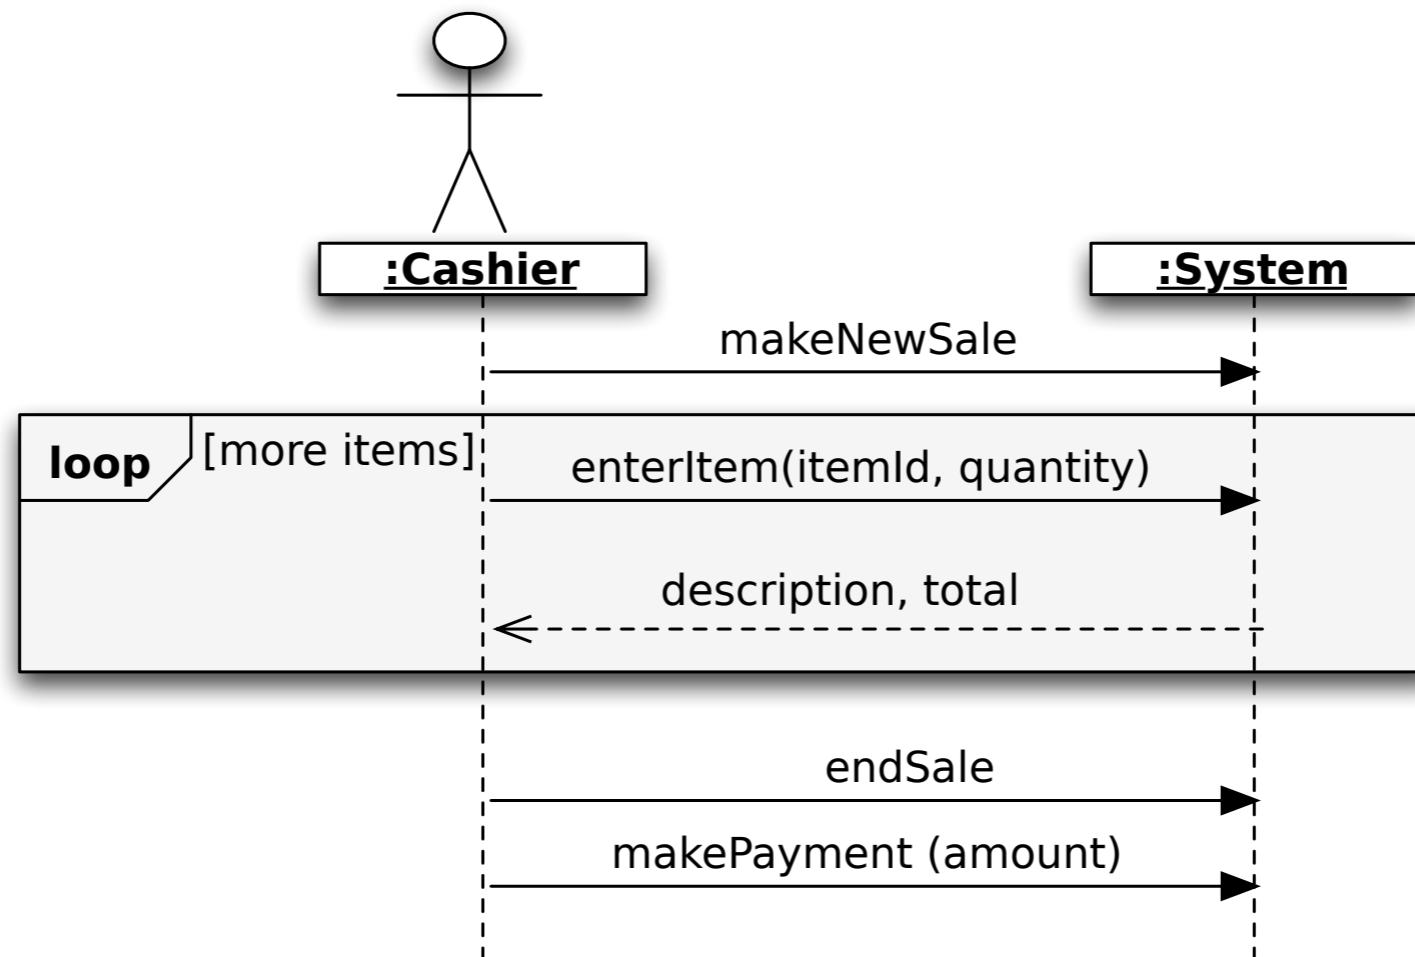 :Cashier
:System
makeNewSale
loop
[more items]
enterItem(itemId, quantity)
description, total
endSale
makePayment (amount)